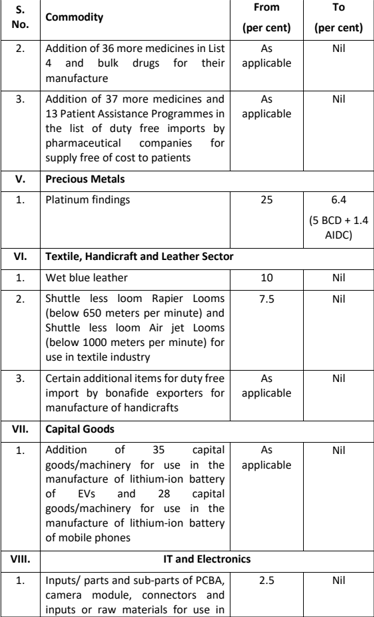 S. No. Commodity From (per cent) To (per cent)
2. Addition of 36 more medicines in List As Nil
4 and bulk drugs for their applicable
manufacture
3. Addition of 37 more medicines and As Nil
13 Patient Assistance Programmes in applicable
the list of duty free imports by
pharmaceutical companies for
supply free of cost to patients
V. Precious Metals
1. Platinum findings 25 6.4
(5 BCD + 1.4
AIDC)
VI. Textile, Handicraft and Leather Sector
1. Wet blue leather 10 Nil
2. Shuttle less loom Rapier Looms 7.5 Nil
(below 650 meters per minute) and
Shuttle less loom Air jet Looms
(below 1000 meters per minute) for
use in textile industry
3. Certain additional items for duty free As Nil
import by bonafide exporters for applicable
manufacture of handicrafts
VII. Capital Goods
1. Addition of 35 capital As Nil
goods/machinery for use in the applicable
manufacture of lithium-ion battery
of EVs and 28 capital
goods/machinery for use in the
manufacture of lithium-ion battery
of mobile phones
VIII. IT and Electronics
1. Inputs/ parts and sub-parts of PCBA, 2.5 Nil
camera module, connectors and
inputs or raw materials for use in